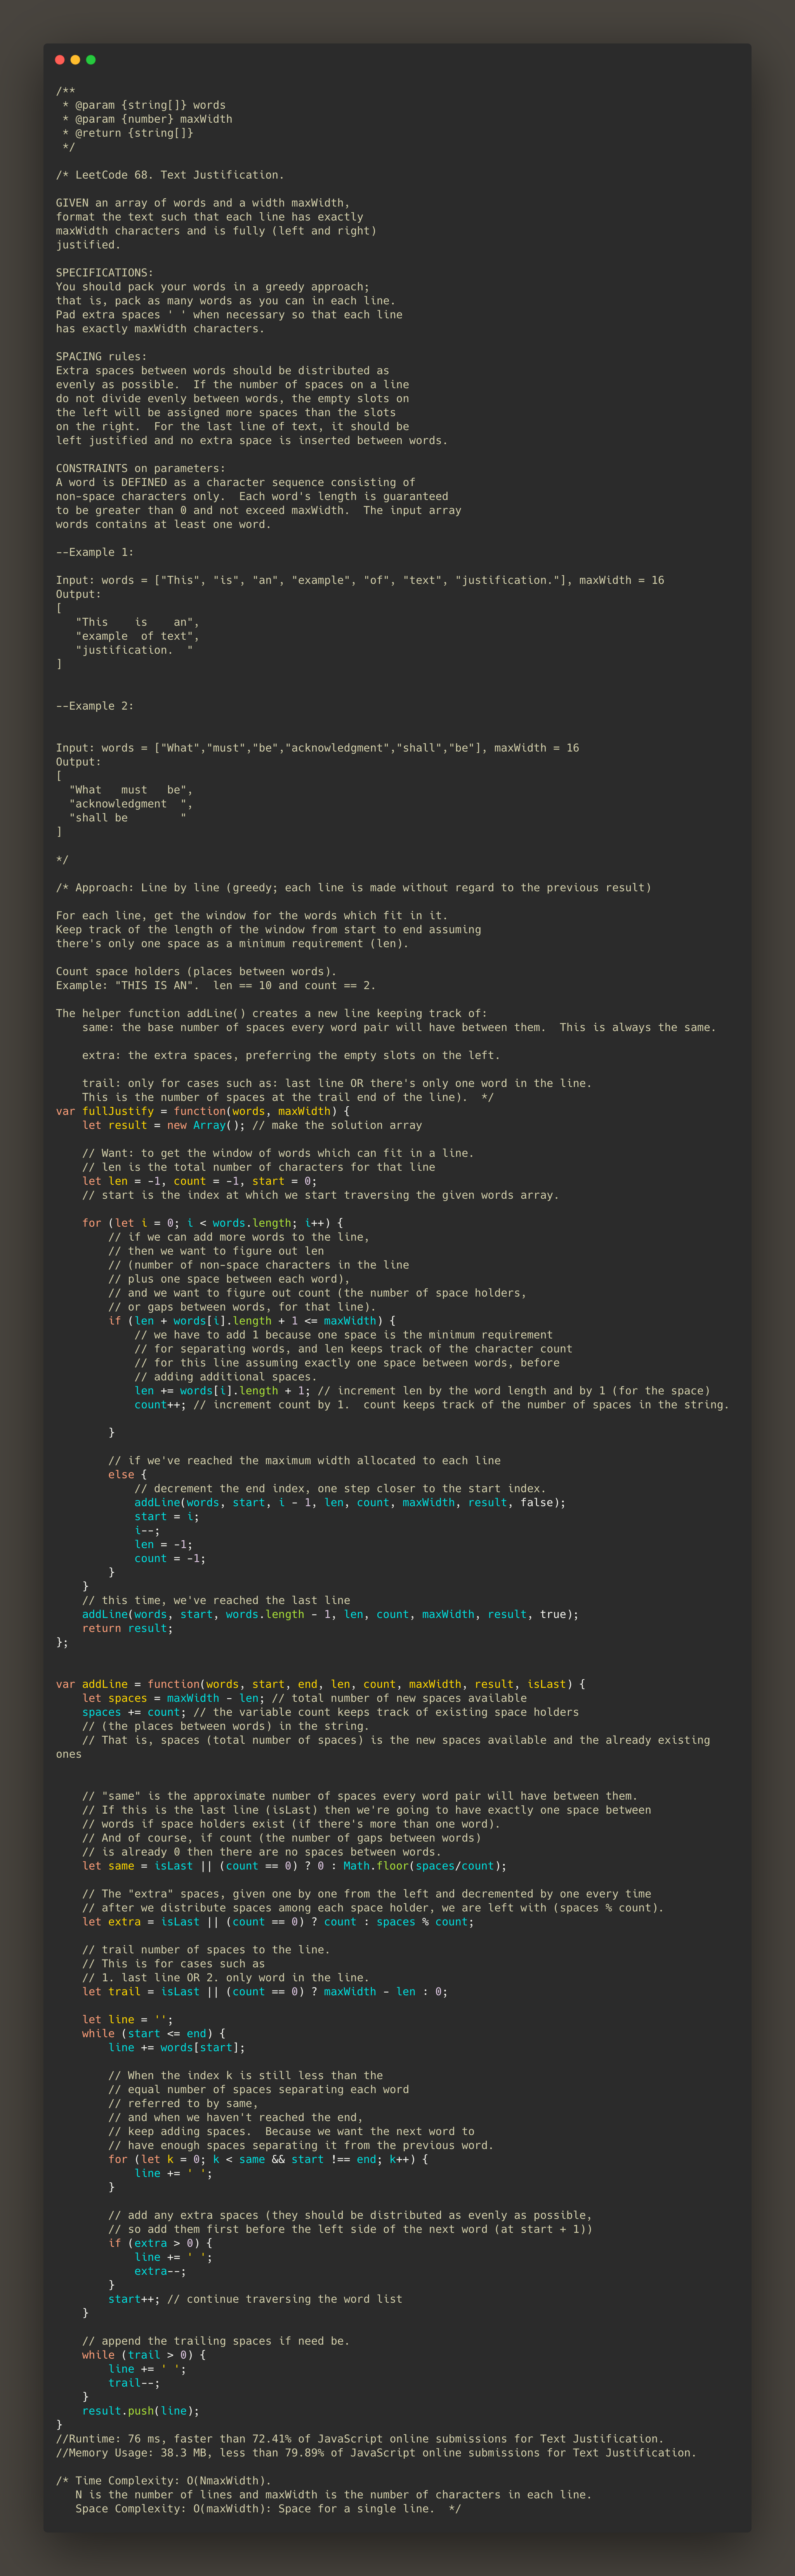 /**
 * @param {string[]} words
 * @param {number} maxWidth
 * @return {string[]}
 */

/* LeetCode 68. Text Justification.

GIVEN an array of words and a width maxWidth,
format the text such that each line has exactly
maxWidth characters and is fully (left and right)
justified.

SPECIFICATIONS:
You should pack your words in a greedy approach;
that is, pack as many words as you can in each line.
Pad extra spaces ' ' when necessary so that each line
has exactly maxWidth characters.

SPACING rules:
Extra spaces between words should be distributed as
evenly as possible.  If the number of spaces on a line
do not divide evenly between words, the empty slots on
the left will be assigned more spaces than the slots
on the right.  For the last line of text, it should be
left justified and no extra space is inserted between words.

CONSTRAINTS on parameters:
A word is DEFINED as a character sequence consisting of
non-space characters only.  Each word's length is guaranteed
to be greater than 0 and not exceed maxWidth.  The input array
words contains at least one word.

--Example 1:

Input: words = ["This", "is", "an", "example", "of", "text", "justification."], maxWidth = 16
Output:
[
   "This    is    an",
   "example  of text",
   "justification.  "
]


--Example 2:


Input: words = ["What","must","be","acknowledgment","shall","be"], maxWidth = 16
Output:
[
  "What   must   be",
  "acknowledgment  ",
  "shall be        "
]

*/

/* Approach: Line by line (greedy; each line is made without regard to the previous result)

For each line, get the window for the words which fit in it.
Keep track of the length of the window from start to end assuming
there's only one space as a minimum requirement (len).

Count space holders (places between words).
Example: "THIS IS AN".  len == 10 and count == 2.

The helper function addLine() creates a new line keeping track of:
    same: the base number of spaces every word pair will have between them.  This is always the same.

    extra: the extra spaces, preferring the empty slots on the left.

    trail: only for cases such as: last line OR there's only one word in the line.
    This is the number of spaces at the trail end of the line).  */
var fullJustify = function(words, maxWidth) {
    let result = new Array(); // make the solution array

    // Want: to get the window of words which can fit in a line.
    // len is the total number of characters for that line
    let len = -1, count = -1, start = 0;
    // start is the index at which we start traversing the given words array.

    for (let i = 0; i < words.length; i++) {
        // if we can add more words to the line,
        // then we want to figure out len
        // (number of non-space characters in the line
        // plus one space between each word),
        // and we want to figure out count (the number of space holders,
        // or gaps between words, for that line).
        if (len + words[i].length + 1 <= maxWidth) {
            // we have to add 1 because one space is the minimum requirement
            // for separating words, and len keeps track of the character count
            // for this line assuming exactly one space between words, before
            // adding additional spaces.
            len += words[i].length + 1; // increment len by the word length and by 1 (for the space)
            count++; // increment count by 1.  count keeps track of the number of spaces in the string.

        }

        // if we've reached the maximum width allocated to each line
        else {
            // decrement the end index, one step closer to the start index.
            addLine(words, start, i - 1, len, count, maxWidth, result, false);
            start = i;
            i--;
            len = -1;
            count = -1;
        }
    }
    // this time, we've reached the last line
    addLine(words, start, words.length - 1, len, count, maxWidth, result, true);
    return result;
};


var addLine = function(words, start, end, len, count, maxWidth, result, isLast) {
    let spaces = maxWidth - len; // total number of new spaces available
    spaces += count; // the variable count keeps track of existing space holders
    // (the places between words) in the string.
    // That is, spaces (total number of spaces) is the new spaces available and the already existing
ones


    // "same" is the approximate number of spaces every word pair will have between them.
    // If this is the last line (isLast) then we're going to have exactly one space between
    // words if space holders exist (if there's more than one word).
    // And of course, if count (the number of gaps between words)
    // is already 0 then there are no spaces between words.
    let same = isLast || (count == 0) ? 0 : Math.floor(spaces/count);

    // The "extra" spaces, given one by one from the left and decremented by one every time
    // after we distribute spaces among each space holder, we are left with (spaces % count).
    let extra = isLast || (count == 0) ? count : spaces % count;

    // trail number of spaces to the line.
    // This is for cases such as
    // 1. last line OR 2. only word in the line.
    let trail = isLast || (count == 0) ? maxWidth - len : 0;

    let line = '';
    while (start <= end) {
        line += words[start];

        // When the index k is still less than the
        // equal number of spaces separating each word
        // referred to by same,
        // and when we haven't reached the end,
        // keep adding spaces.  Because we want the next word to
        // have enough spaces separating it from the previous word.
        for (let k = 0; k < same && start !== end; k++) {
            line += ' ';
        }

        // add any extra spaces (they should be distributed as evenly as possible,
        // so add them first before the left side of the next word (at start + 1))
        if (extra > 0) {
            line += ' ';
            extra--;
        }
        start++; // continue traversing the word list
    }

    // append the trailing spaces if need be.
    while (trail > 0) {
        line += ' ';
        trail--;
    }
    result.push(line);
}
//Runtime: 76 ms, faster than 72.41% of JavaScript online submissions for Text Justification.
//Memory Usage: 38.3 MB, less than 79.89% of JavaScript online submissions for Text Justification.

/* Time Complexity: O(NmaxWidth).
   N is the number of lines and maxWidth is the number of characters in each line.
   Space Complexity: O(maxWidth): Space for a single line.  */